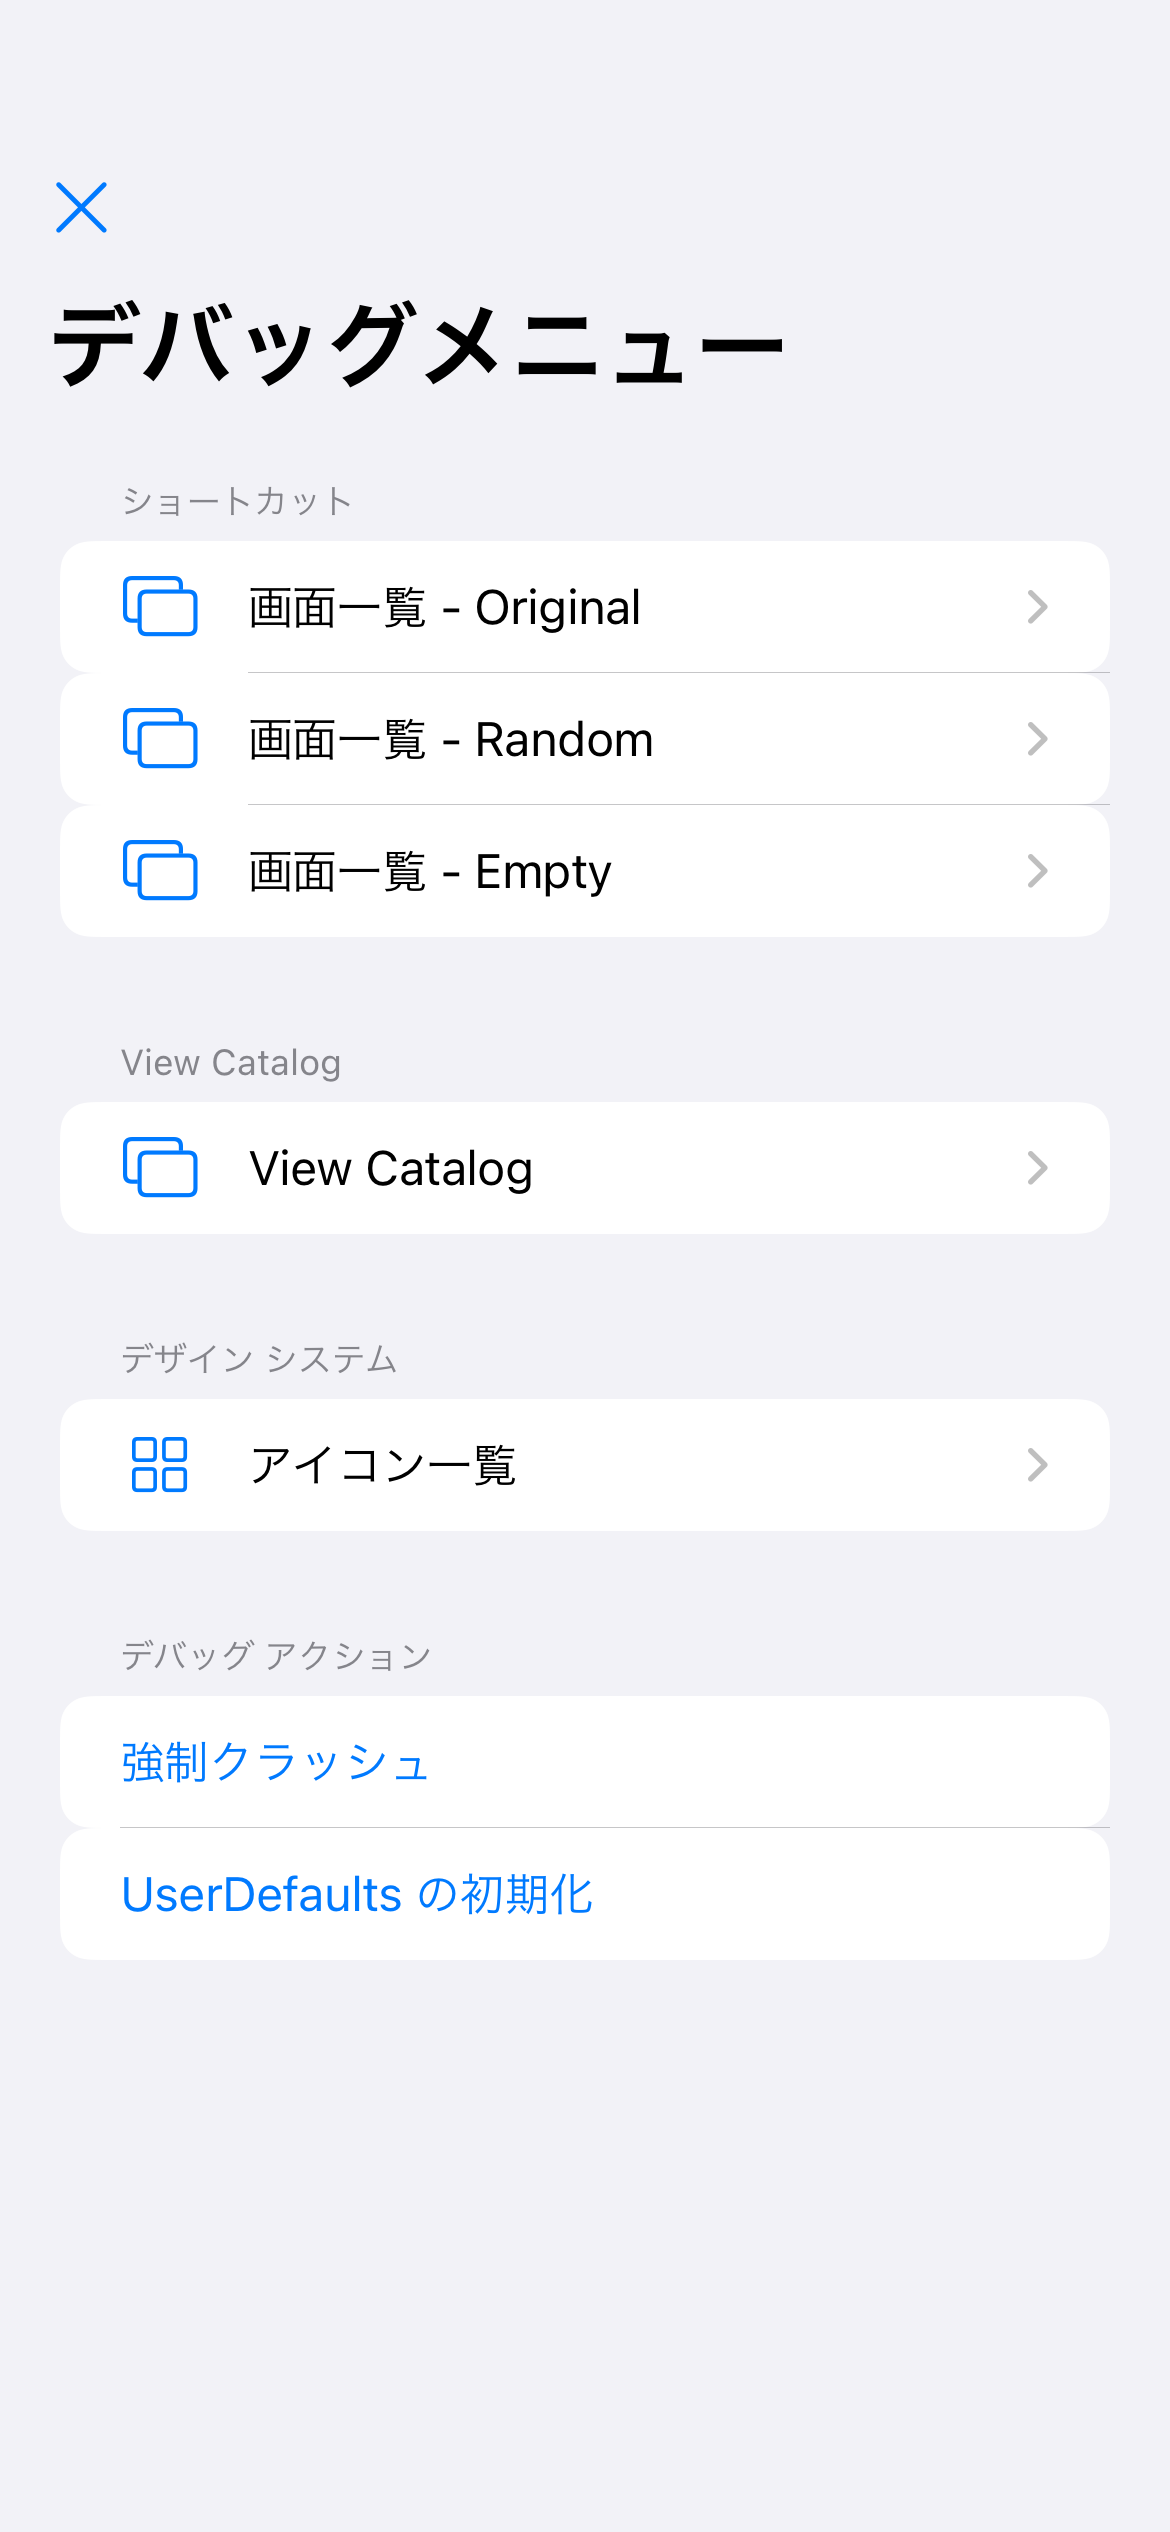 デバッグメニュー
ショートカット
画面一覧 - Original
画面一覧 - Random
画面一覧 - Empty
View Catalog
View Catalog
デザイン システム
アイコン一覧
デバッグ アクション
強制クラッシュ
UserDefaults の初期化